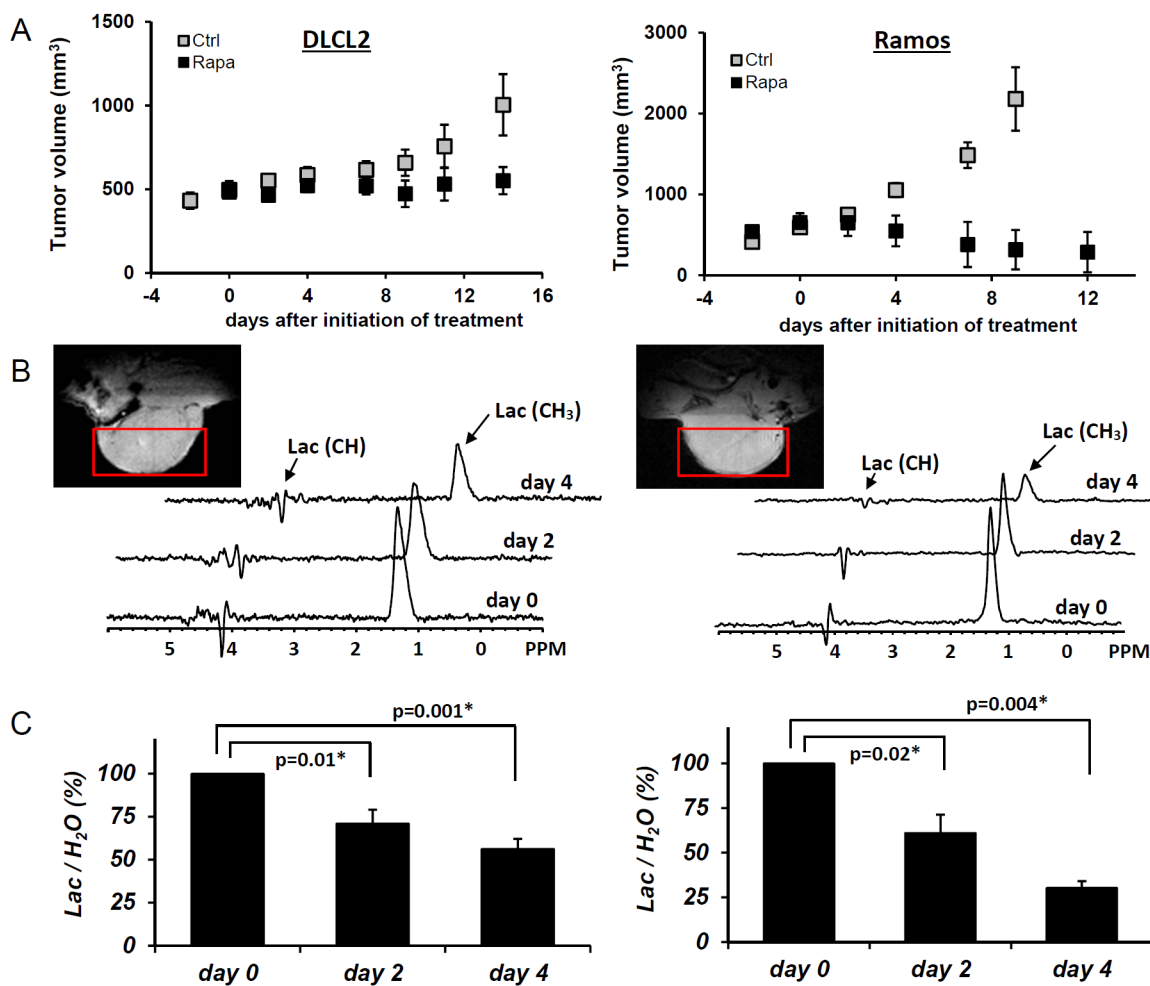 A
DLCL2
Ctrl
Rapa
Tumor volume (mm³)
1000
1500
1000
500
0
-4 0 4 8 12 16
days after initiation of treatment
Ramos
Ctrl
Rapa
Tumor volume (mm³)
3000
2000
1000
0
-4 0 4 8 12
days after initiation of treatment
B
Lac (CH)
Lac (CH₃)
day 4
day 2
day 0
5 4 3 2 1 0 PPM
Lac (CH)
Lac (CH₃)
day 4
day 2
day 0
5 4 3 2 1 0 PPM
C
p=0.001*
p=0.01*
Lac / H₂O (%)
100
75
50
25
0
day 0 day 2 day 4
p=0.004*
p=0.02*
Lac / H₂O (%)
100
75
50
25
0
day 0 day 2 day 4